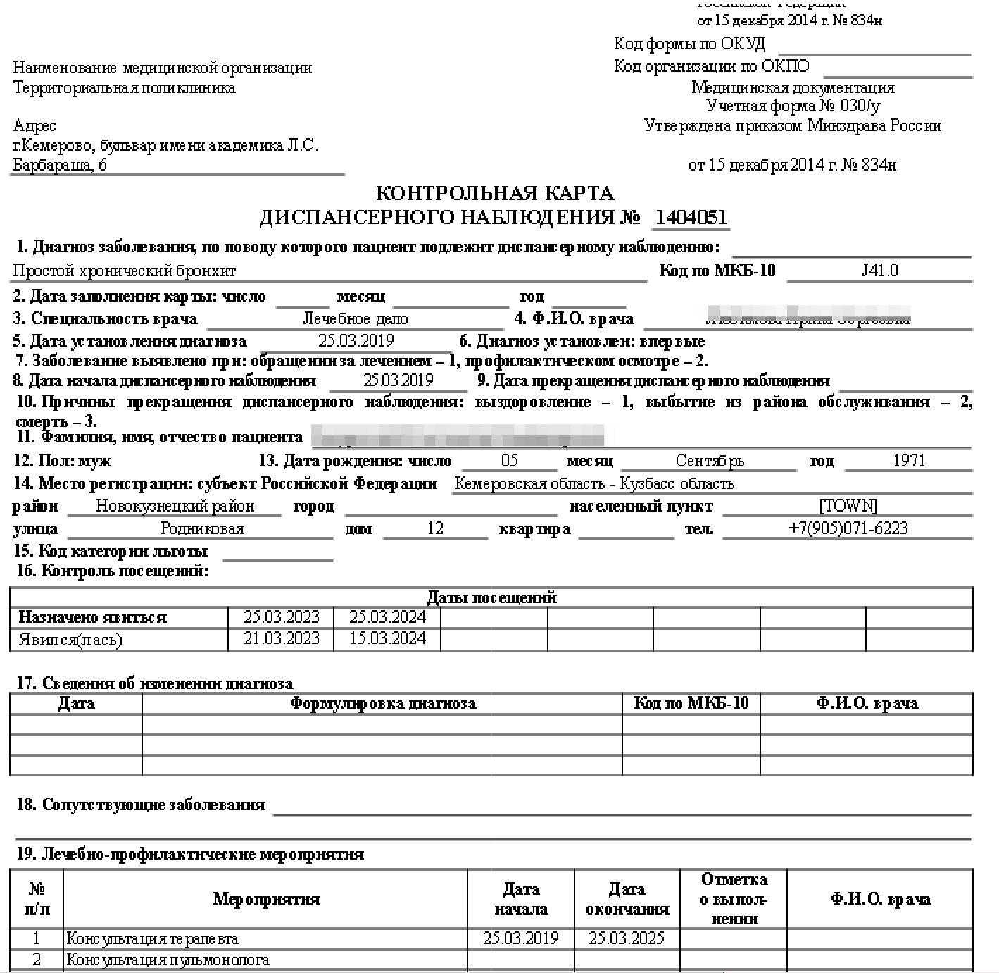 от 15 декабря 2014 г. № 834н
Код формы по ОКУД
Наименование медицинской организации
Код организации по ОКПО
Территориальная поликлиника
Медицинская документация
Учетная форма № 030/у
Адрес
Утверждена приказом Минздрава России
г.Кемерово, бульвар имени академика Л.С.
Барбараша, 6
от 15 декабря 2014 г. № 834н
КОНТРОЛЬНАЯ КАРТА
ДИСПАНСЕРНОГО НАБЛЮДЕНИЯ № 1404051
1. Диагноз заболевания, по поводу которого пациент подлежит диспансерному наблюдению:
Простой хронический бронхит Код по МКБ-10 J41.0
2. Дата заполнения карты: число месяц год
3. Специальность врача Лечебное дело 4. Ф.И.О. врача
5. Дата установления диагноза 25.03.2019 6. Диагноз установлен: впервые
7. Заболевание выявлено при: обращении за лечением – 1, профилактическом осмотре – 2.
8. Дата начала диспансерного наблюдения 25.03.2019 9. Дата прекращения диспансерного наблюдения
10. Причины прекращения диспансерного наблюдения: выздоровление – 1, выбытие из района обслуживания – 2,
смерть – 3.
11. Фамилия, имя, отчество пациента
12. Пол: муж 13. Дата рождения: число 05 месяц Сентябрь год 1971
14. Место регистрации: субъект Российской Федерации Кемеровская область - Кузбасс область
район Новокузнецкий район город населенный пункт [TOWN]
улица Родниковая дом 12 квартира тел. +7(905)071-6223
15. Код категории льготы
16. Контроль посещений:
Даты посещений
Назначено явиться 25.03.2023 25.03.2024
Явился(лась) 21.03.2023 15.03.2024
17. Сведения об изменении диагноза
Дата Формулировка диагноза Код по МКБ-10 Ф.И.О. врача
18. Сопутствующие заболевания
19. Лечебно-профилактические мероприятия
№ п/п Мероприятия Дата начала Дата окончания Отметка о выпол-нении Ф.И.О. врача
1 Консультация терапевта 25.03.2019 25.03.2025
2 Консультация пульмонолога